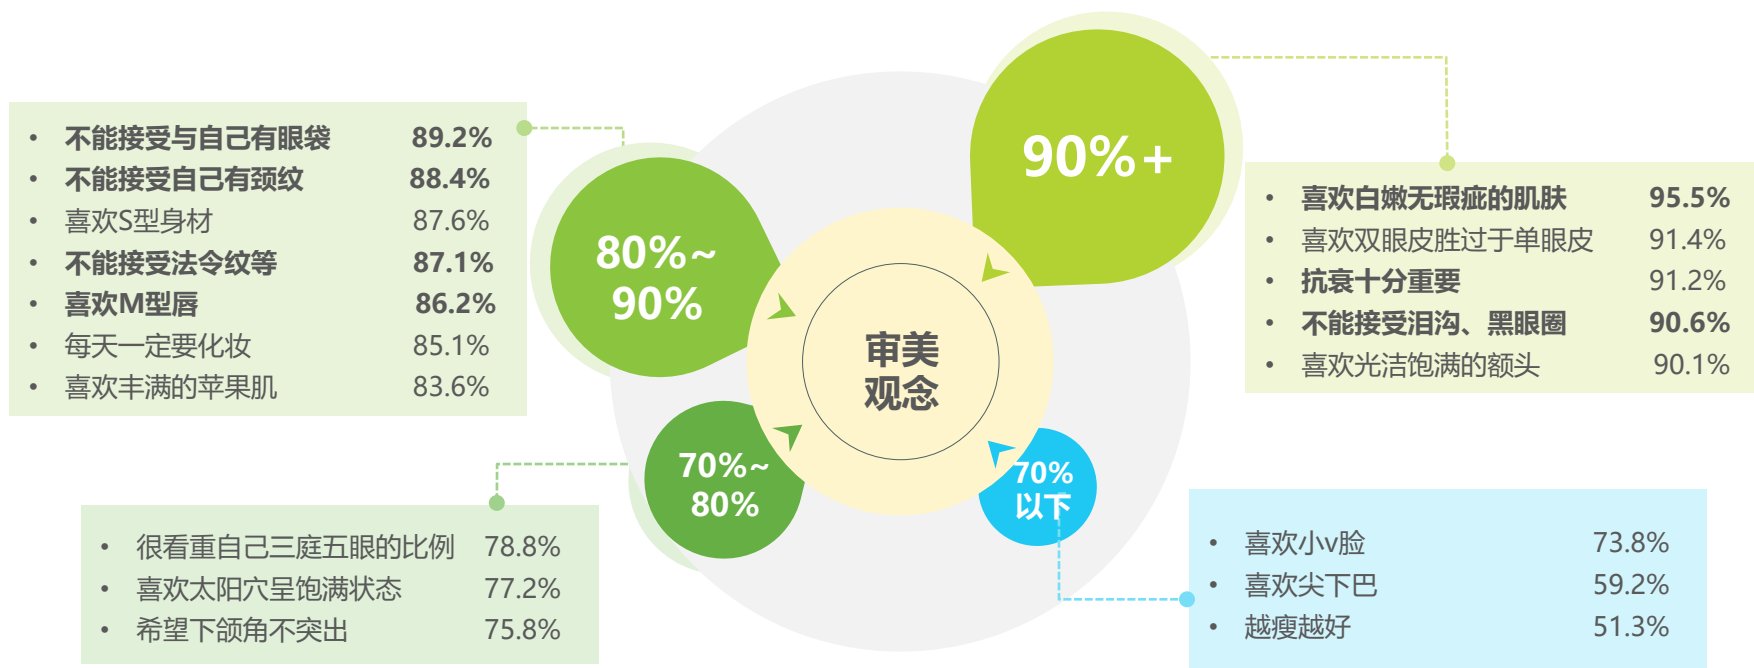 90%+
• 不能接受与自己有眼袋 89.2%
• 不能接受自己有颈纹 88.4%
• 喜欢S型身材 87.6%
• 不能接受法令纹等 87.1%
• 喜欢M型唇 86.2%
• 每天一定要化妆 85.1%
• 喜欢丰满的苹果肌 83.6%
80%~
90%
• 喜欢白嫩无瑕疵的肌肤 95.5%
• 喜欢双眼皮胜过于单眼皮 91.4%
• 抗衰十分重要 91.2%
• 不能接受泪沟、黑眼圈 90.6%
• 喜欢光洁饱满的额头 90.1%
审美
观念
70%~
80%
70%
以下
• 很看重自己三庭五眼的比例 78.8%
• 喜欢太阳穴呈饱满状态 77.2%
• 希望下颌角不突出 75.8%
• 喜欢小v脸 73.8%
• 喜欢尖下巴 59.2%
• 越瘦越好 51.3%